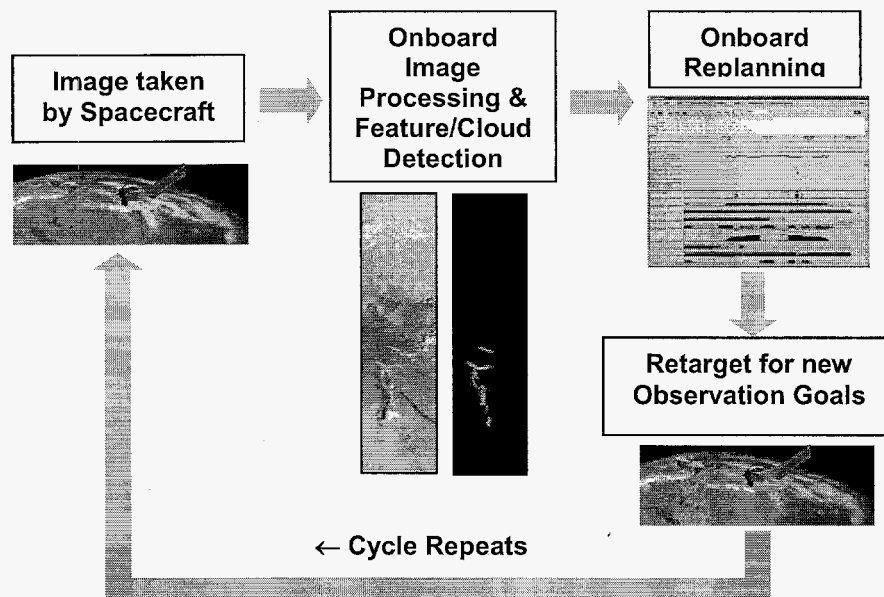 Image taken
by Spacecraft
Onboard
Image
Processing &
Feature/Cloud
Detection
Onboard
Replanning
Retarget for new
Observation Goals
← Cycle Repeats